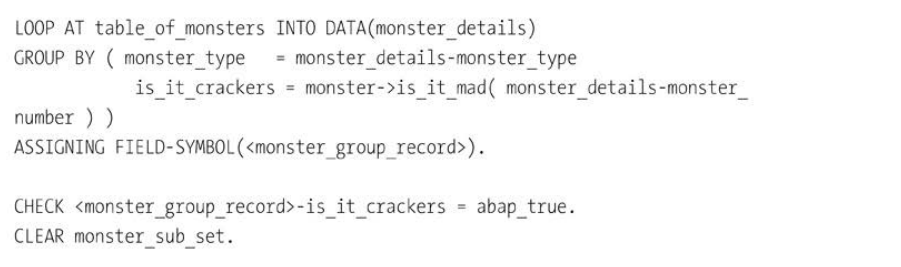 LOOP AT table_of_monsters INTO DATA(monster_details)
GROUP BY ( monster_type   = monster_details-monster_type
           is_it_crackers = monster->is_it_mad( monster_details-monster_
number ) )
ASSIGNING FIELD-SYMBOL(<monster_group_record>).

CHECK <monster_group_record>-is_it_crackers = abap_true.
CLEAR monster_sub_set.